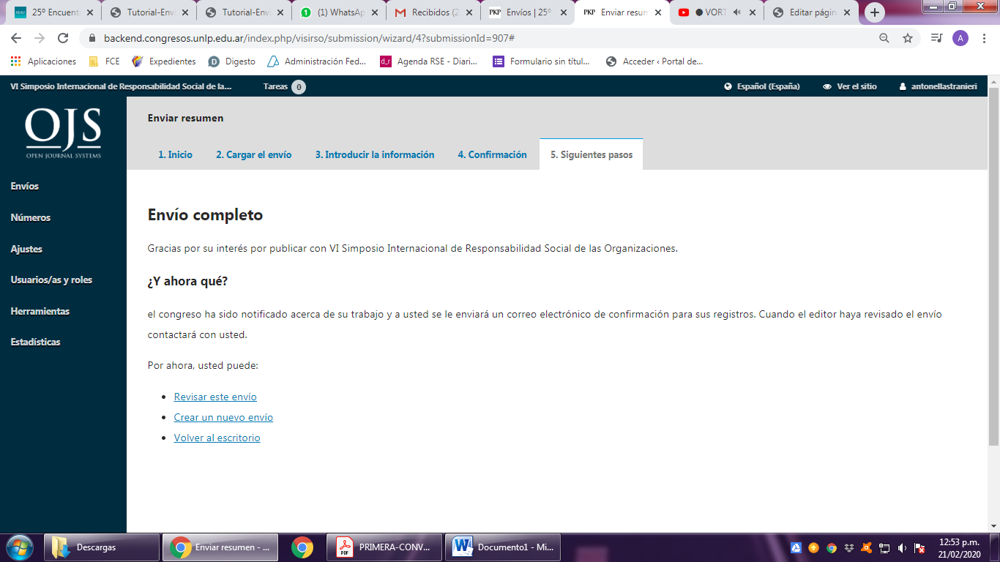 25º Encuent
Tutorial-Env
Tutorial-Env
(1) WhatsAp
Recibidos (2
PKP Envíos | 25º
PKP Enviar resum
VORT
Editar págin
backend.congresos.unlp.edu.ar/index.php/visirso/submission/wizard/4?submissionId=907#
A
Aplicaciones
FCE
Expedientes
Digesto
Administración Fed...
d_r Agenda RSE - Diari...
Formulario sin títul...
Acceder ‹ Portal de...
VI Simposio Internacional de Responsabilidad Social de la...
Tareas 0
Español (España)
Ver el sitio
antonellastranieri
OJS
OPEN JOURNAL SYSTEMS
Envíos
Números
Ajustes
Usuarios/as y roles
Herramientas
Estadísticas
Enviar resumen
1. Inicio
2. Cargar el envío
3. Introducir la información
4. Confirmación
5. Siguientes pasos
Envío completo
Gracias por su interés por publicar con VI Simposio Internacional de Responsabilidad Social de las Organizaciones.
¿Y ahora qué?
el congreso ha sido notificado acerca de su trabajo y a usted se le enviará un correo electrónico de confirmación para sus registros. Cuando el editor haya revisado el envío
contactará con usted.
Por ahora, usted puede:
Revisar este envío
Crear un nuevo envío
Volver al escritorio
Descargas
Enviar resumen - ...
PDF
PRIMERA-CONV...
Documento1 - Mi...
12:53 p.m.
21/02/2020